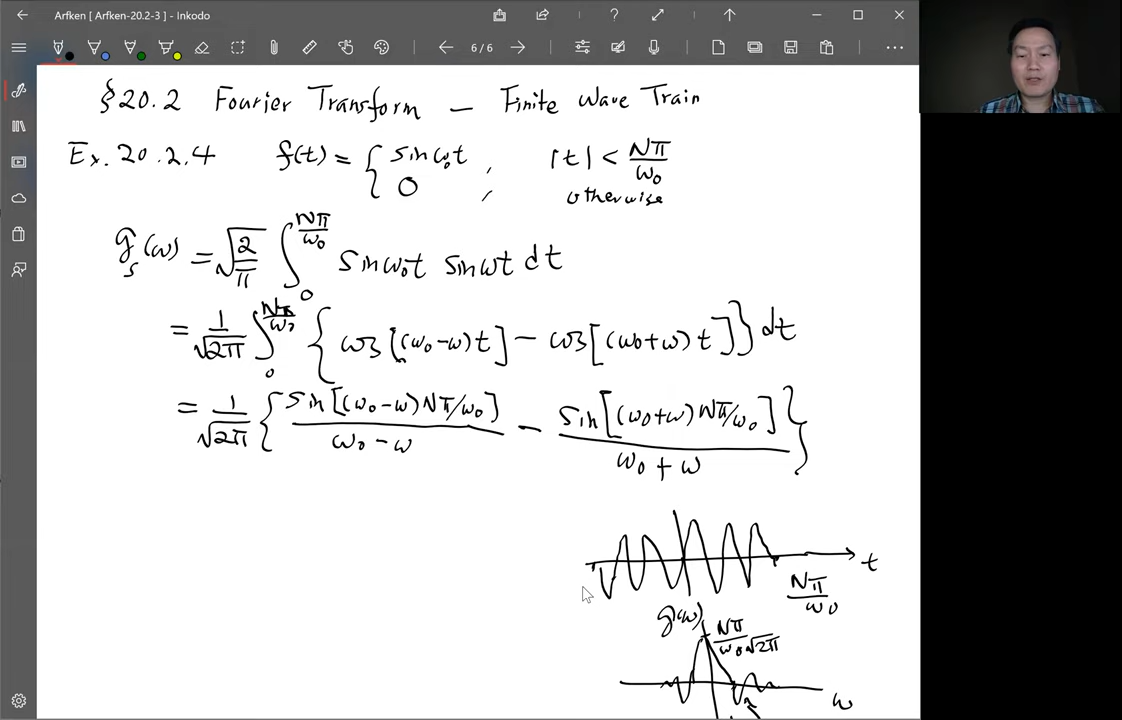 Arfken [ Arfken-20.2-3 ] - Inkodo
6/6
§20.2 Fourier Transform — Finite Wave Train
Ex. 20.2.4 f(t) = { sin ω₀t , |t| < Nπ/ω₀
0 , otherwise
g_s(ω) = √(2/π) ∫₀^{Nπ/ω₀} sin ω₀t sin ωt dt
= 1/√2π ∫₀^{Nπ/ω₀} { cos[(ω₀-ω)t] - cos[(ω₀+ω)t] } dt
= 1/√2π { sin[(ω₀-ω)Nπ/ω₀] / (ω₀-ω) - sin[(ω₀+ω)Nπ/ω₀] / (ω₀+ω) }
t
Nπ/ω₀
g(ω)
Nπ/(ω₀√2π)
ω